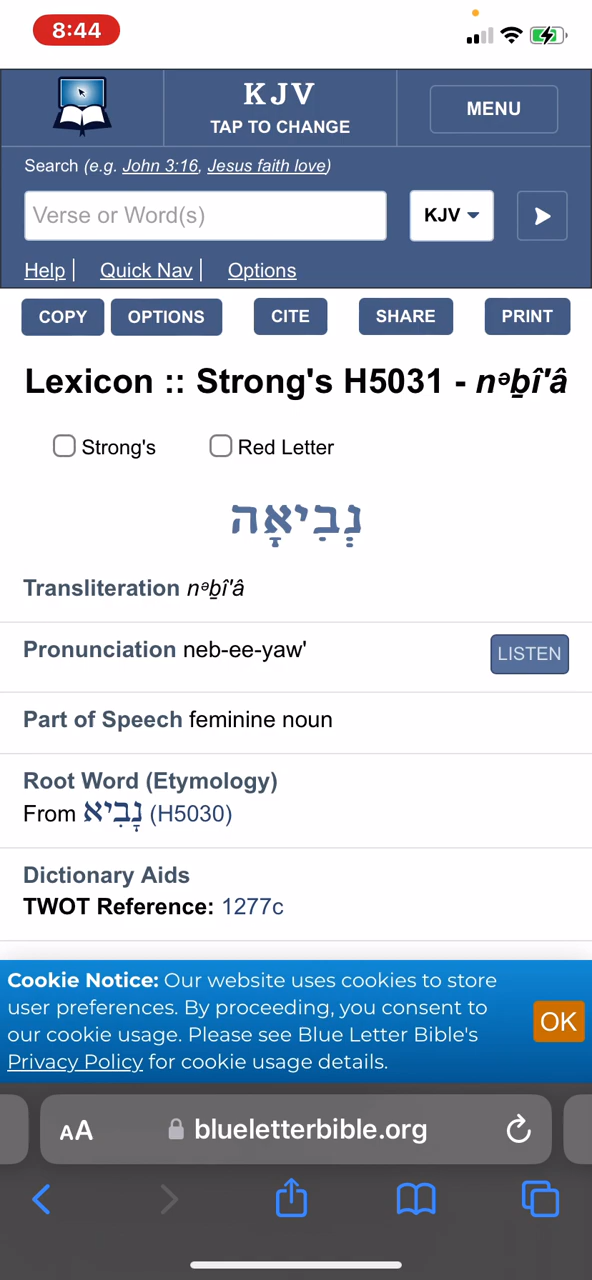 8:44
KJV
TAP TO CHANGE
MENU
Search (e.g. John 3:16, Jesus faith love)
Verse or Word(s)
KJV
Help | Quick Nav | Options
COPY OPTIONS CITE SHARE PRINT
Lexicon :: Strong's H5031 - nᵊḇî'â
Strong's Red Letter
נְבִיאָה
Transliteration nᵊḇî'â
Pronunciation neb-ee-yaw'
LISTEN
Part of Speech feminine noun
Root Word (Etymology)
From נָבִיא (H5030)
Dictionary Aids
TWOT Reference: 1277c
Cookie Notice: Our website uses cookies to store
user preferences. By proceeding, you consent to
our cookie usage. Please see Blue Letter Bible's
Privacy Policy for cookie usage details.
OK
AA blueletterbible.org